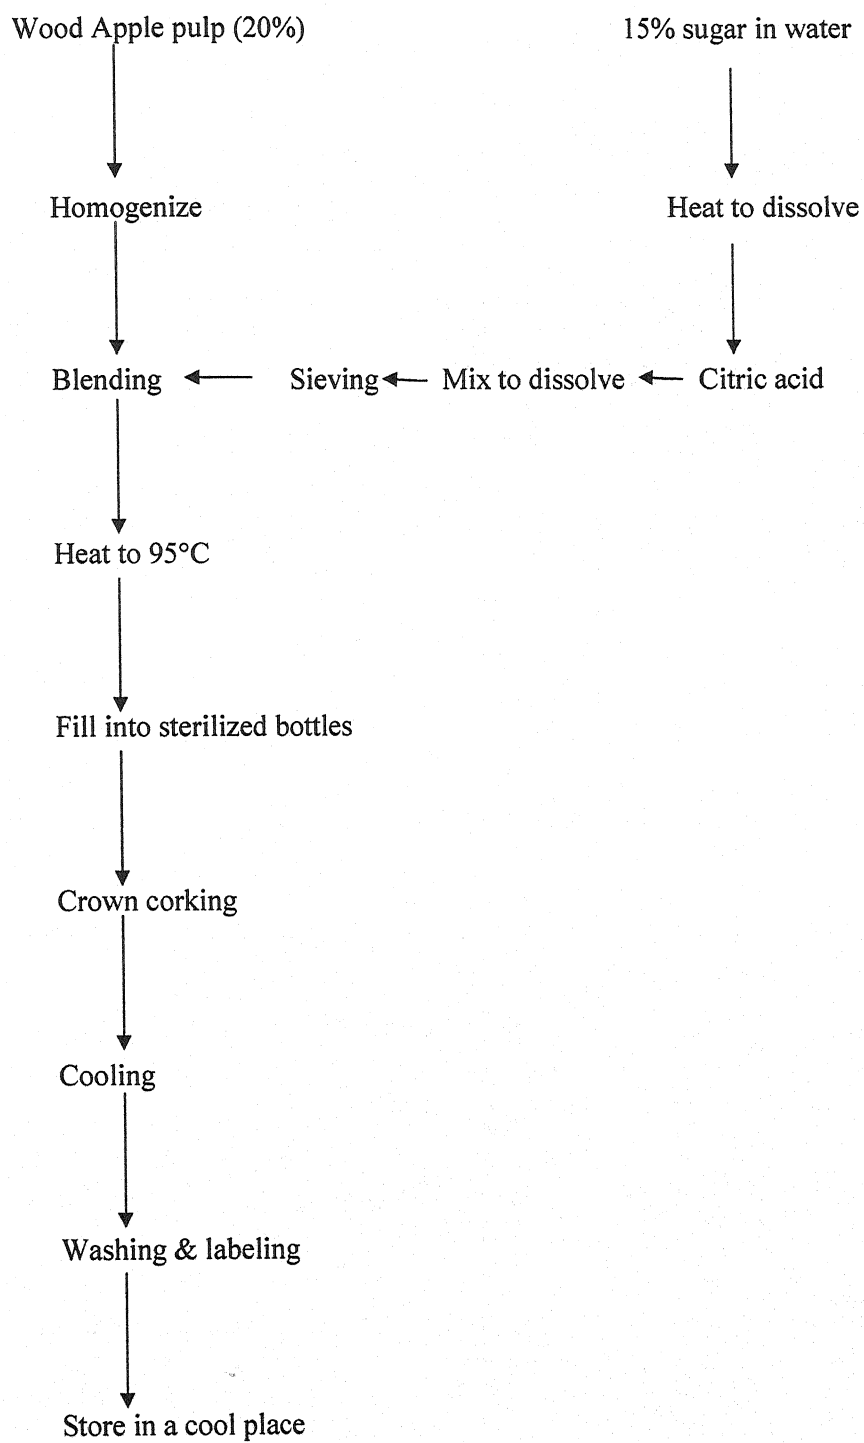 Wood Apple pulp (20%)
15% sugar in water
Homogenize
Heat to dissolve
Blending
Sieving
Mix to dissolve
Citric acid
Heat to 95°C
Fill into sterilized bottles
Crown corking
Cooling
Washing & labeling
Store in a cool place